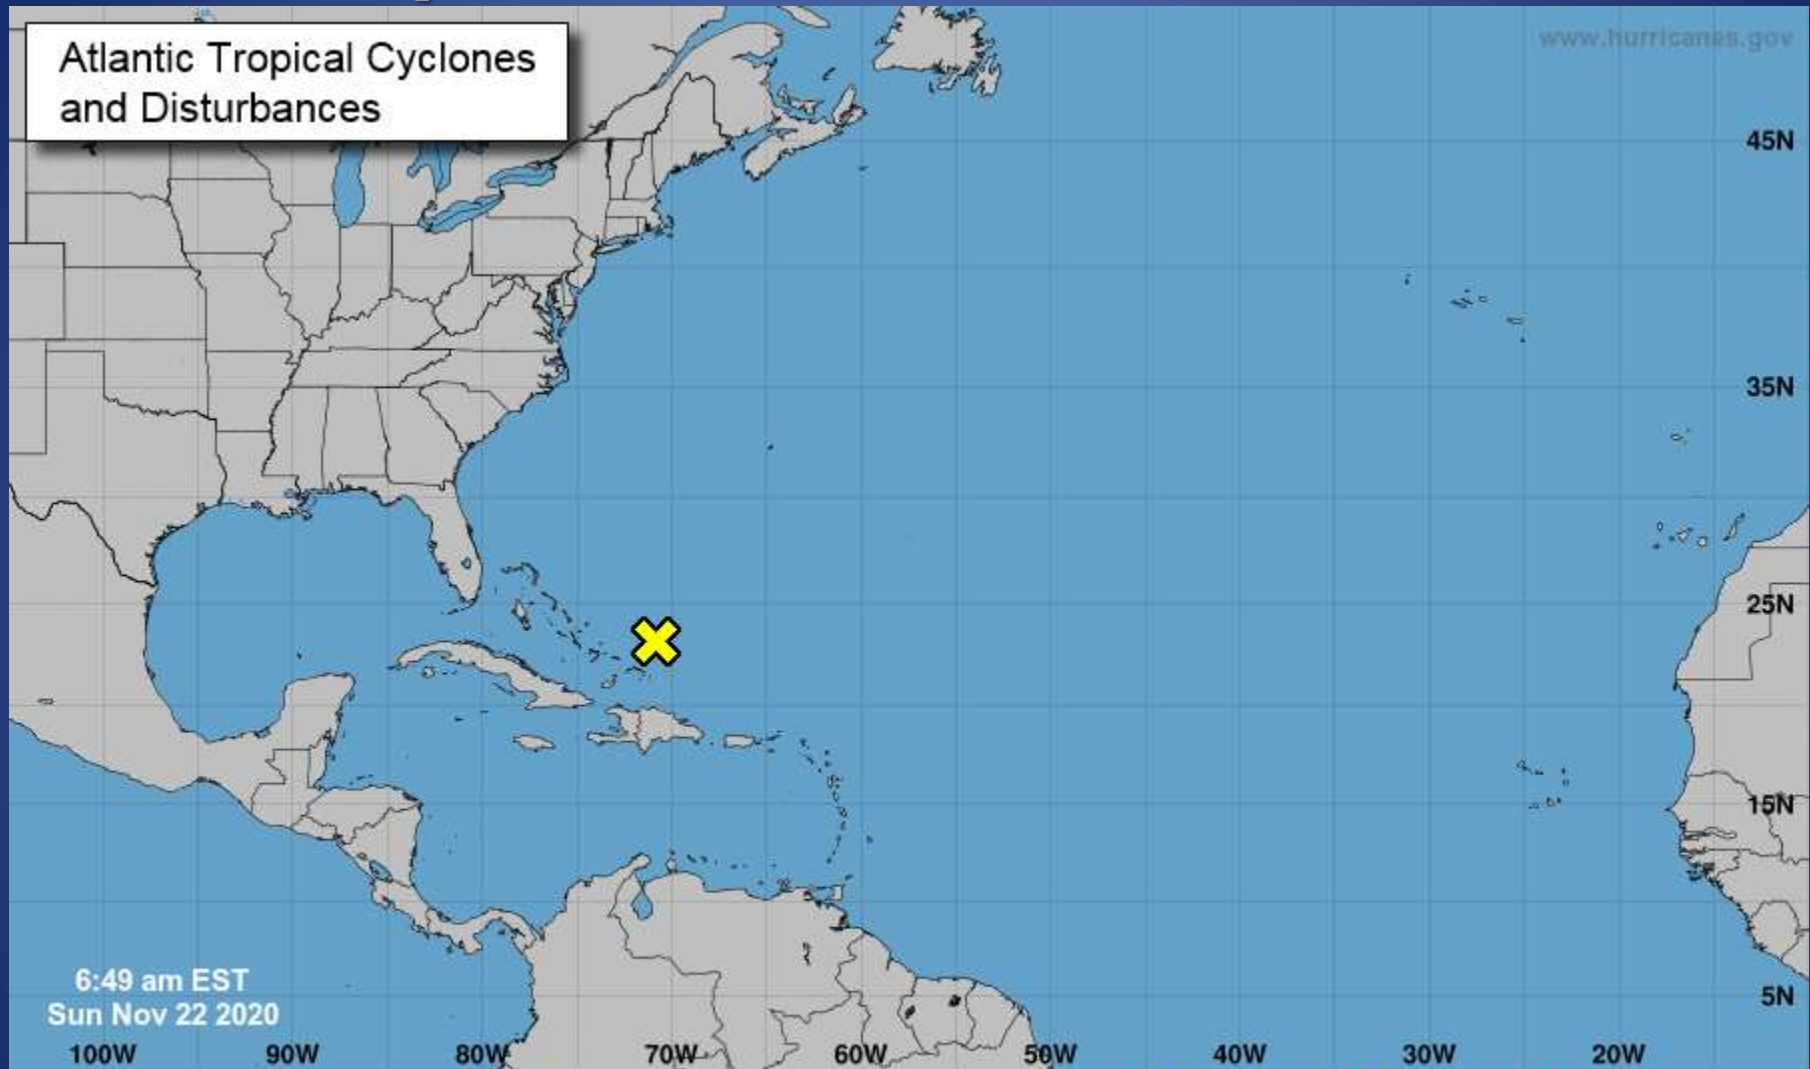 Atlantic Tropical Cyclones
and Disturbances
www.hurricanes.gov
45N
35N
25N
15N
5N
6:49 am EST
Sun Nov 22 2020
100W 90W 80W 70W 60W 50W 40W 30W 20W